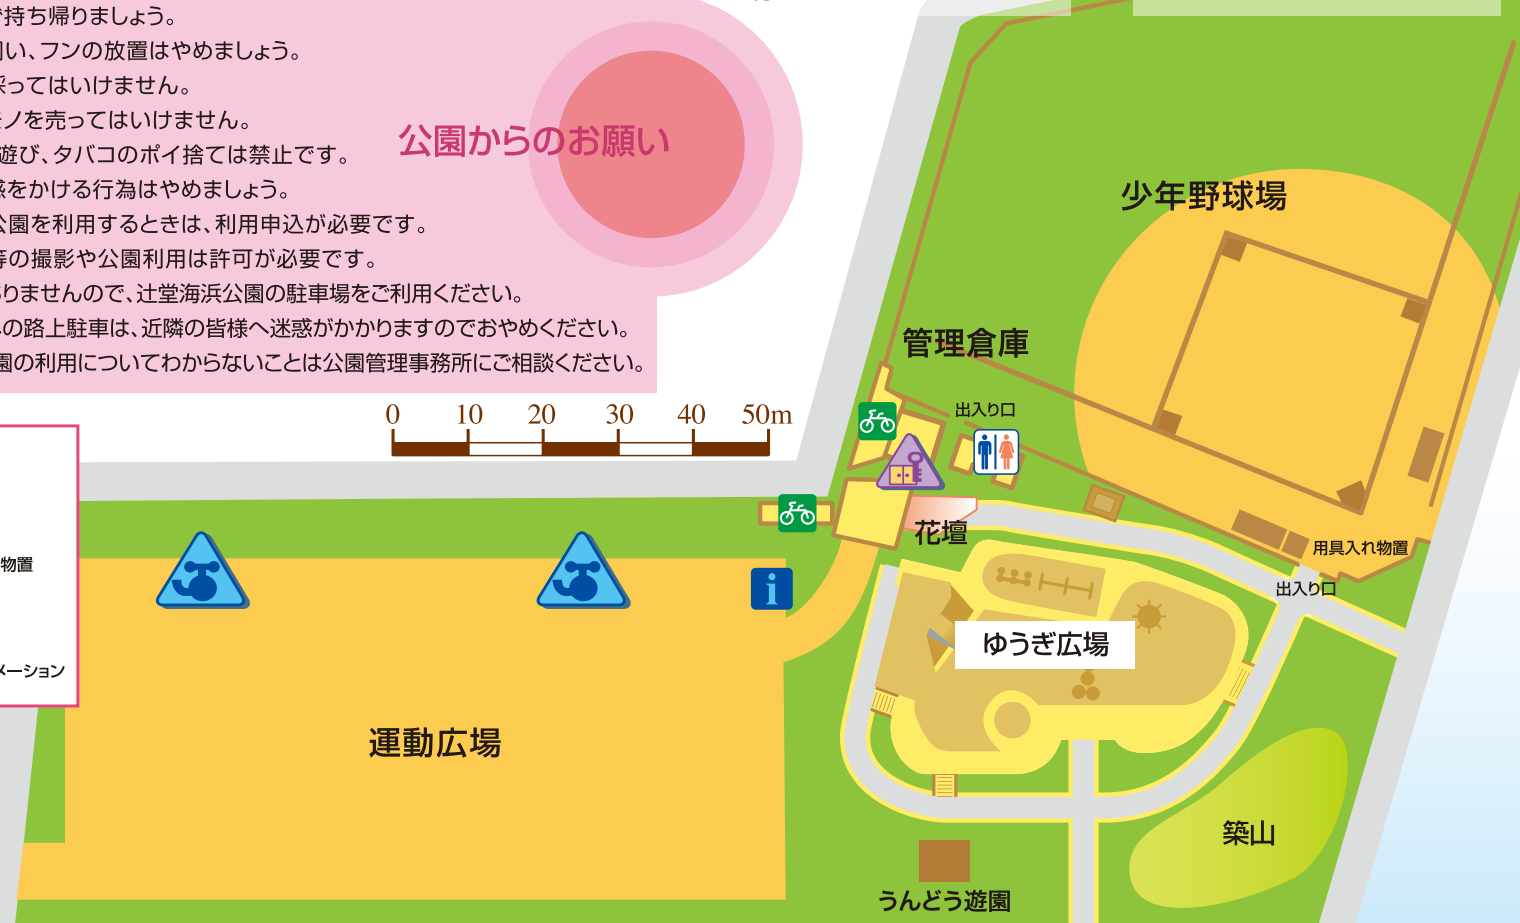 持ち帰りましょう。
い、フンの放置はやめましょう。
ってはいけません。
ノを売ってはいけません。
遊び、タバコのポイ捨ては禁止です。
をかける行為はやめましょう。
園を利用するときは、利用申込が必要です。
の撮影や公園利用は許可が必要です。
りませんので、辻堂海浜公園の駐車場をご利用ください。
の路上駐車は、近隣の皆様へ迷惑がかかりますのでおやめください。
園の利用についてわからないことは公園管理事務所にご相談ください。
公園からのお願い
0 10 20 30 40 50m
少年野球場
管理倉庫
出入り口
花壇
用具入れ物置
出入り口
物置
i
ゆうぎ広場
メーション
運動広場
築山
うんどう遊園